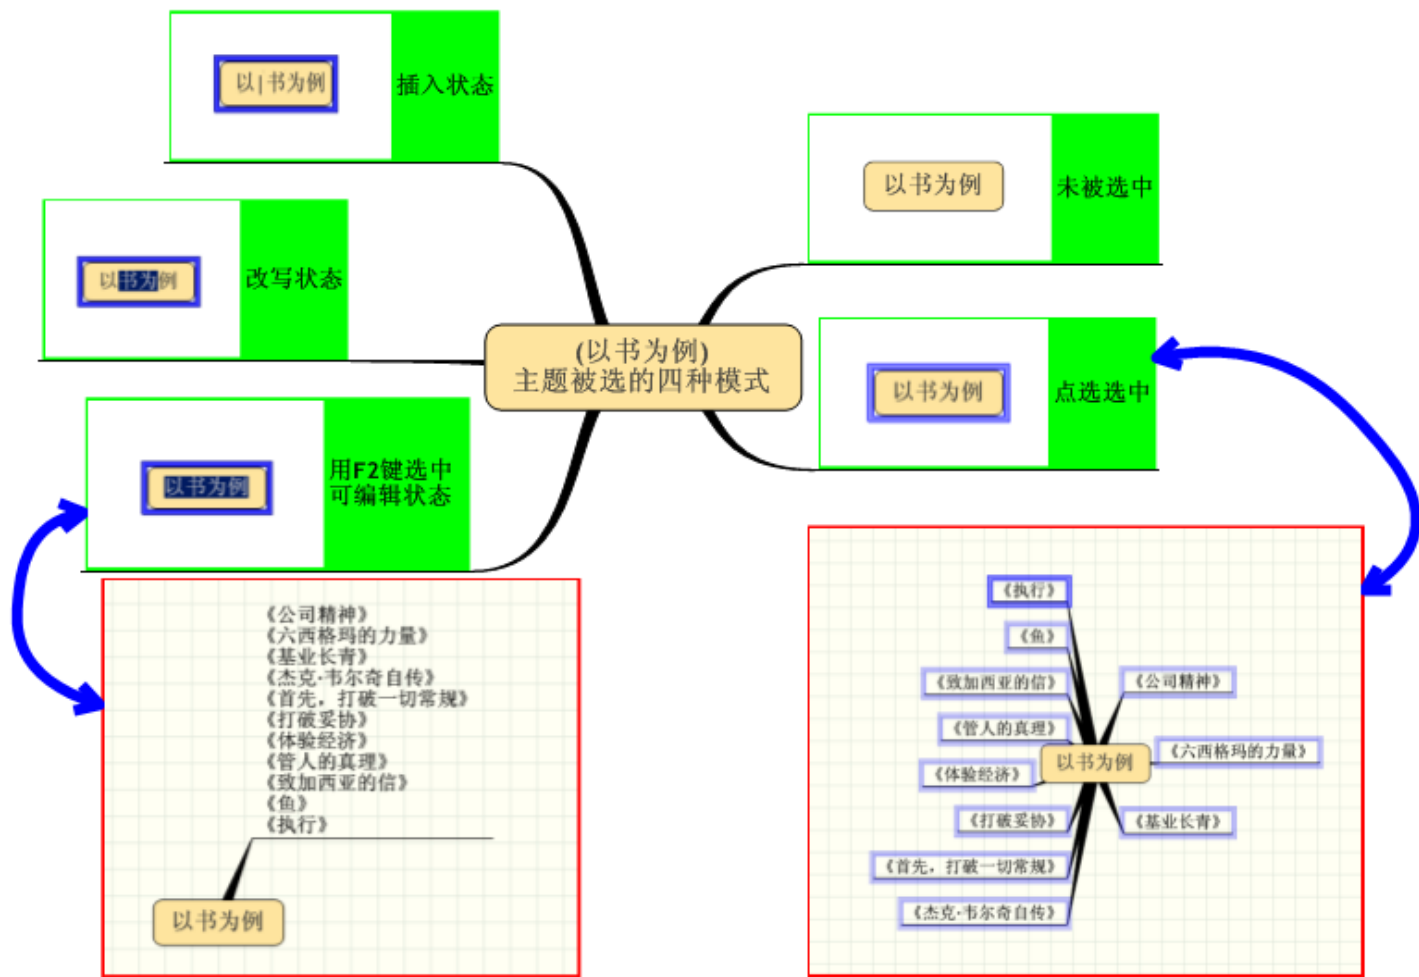 以|书为例
插入状态
以书为例
未被选中
以书为例
改写状态
(以书为例)
主题被选的四种模式
以书为例
点选选中
以书为例
用F2键选中
可编辑状态
《公司精神》
《六西格玛的力量》
《基业长青》
《杰克·韦尔奇自传》
《首先，打破一切常规》
《打破妥协》
《体验经济》
《管人的真理》
《致加西亚的信》
《鱼》
《执行》
以书为例
《执行》
《鱼》
《致加西亚的信》
《管人的真理》
《体验经济》
《打破妥协》
《首先，打破一切常规》
《杰克·韦尔奇自传》
以书为例
《公司精神》
《六西格玛的力量》
《基业长青》